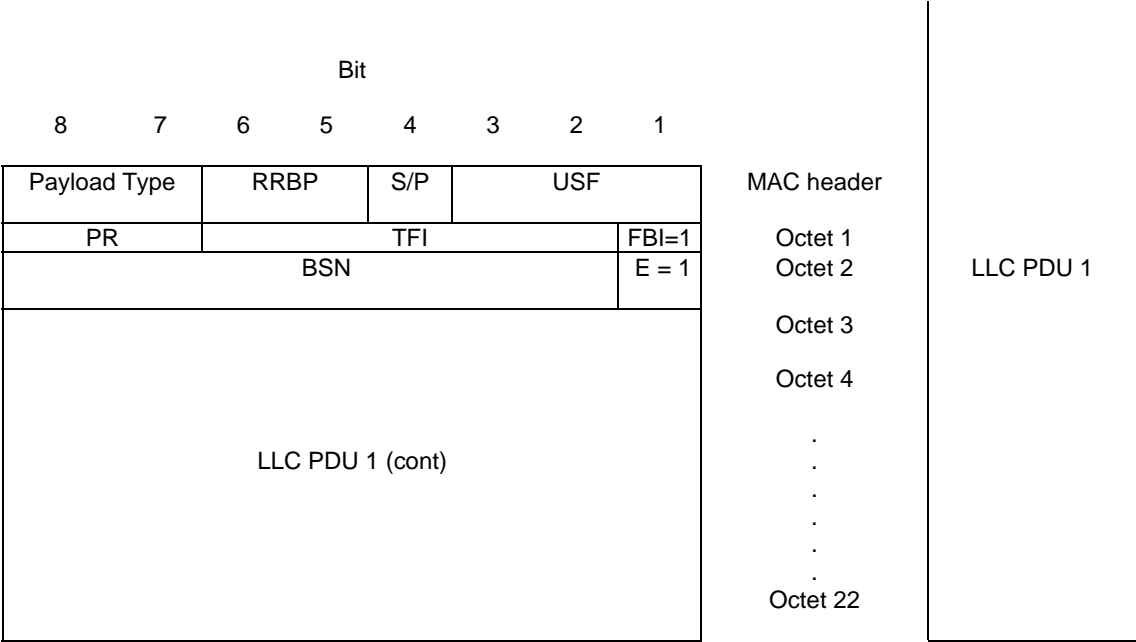 Bit
8 7 6 5 4 3 2 1
Payload Type RRBP S/P USF MAC header
PR TFI FBI=1 Octet 1
BSN E = 1 Octet 2 LLC PDU 1
Octet 3
Octet 4
.
LLC PDU 1 (cont) .
.
.
.
.
Octet 22